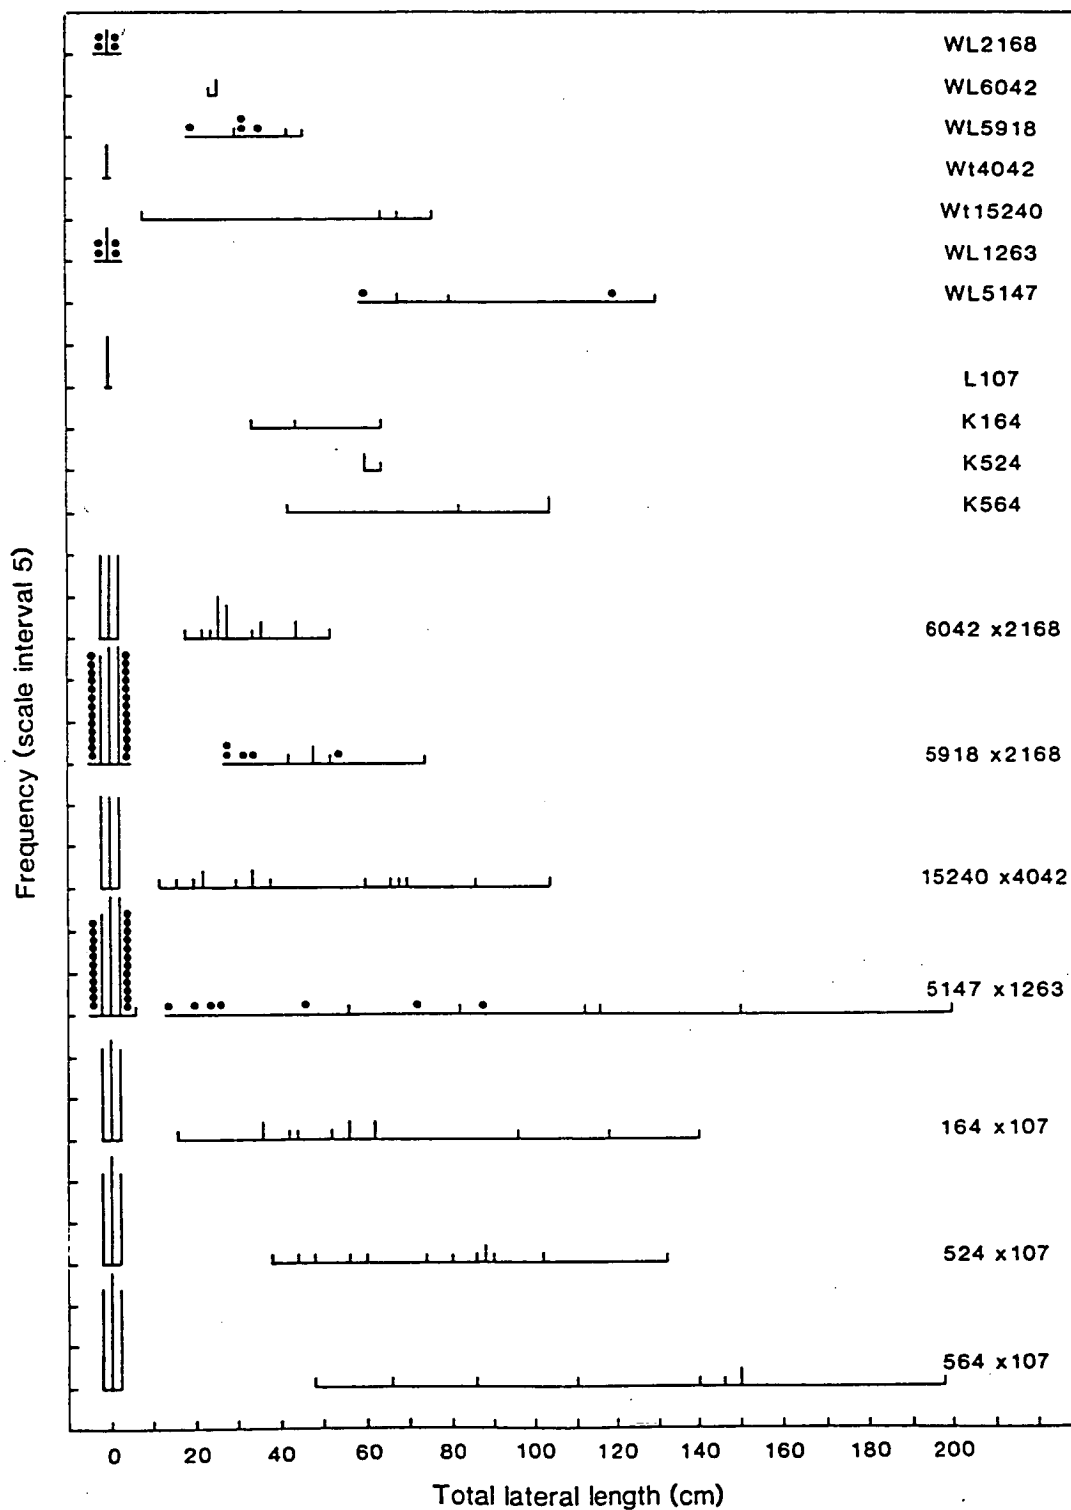 WL2168
WL6042
WL5918
Wt4042
Wt15240
WL1263
WL5147
L107
K164
K524
K564
6042 x2168
5918 x2168
15240 x4042
5147 x1263
164 x107
524 x107
564 x107
Frequency (scale interval 5)
0 20 40 60 80 100 120 140 160 180 200
Total lateral length (cm)